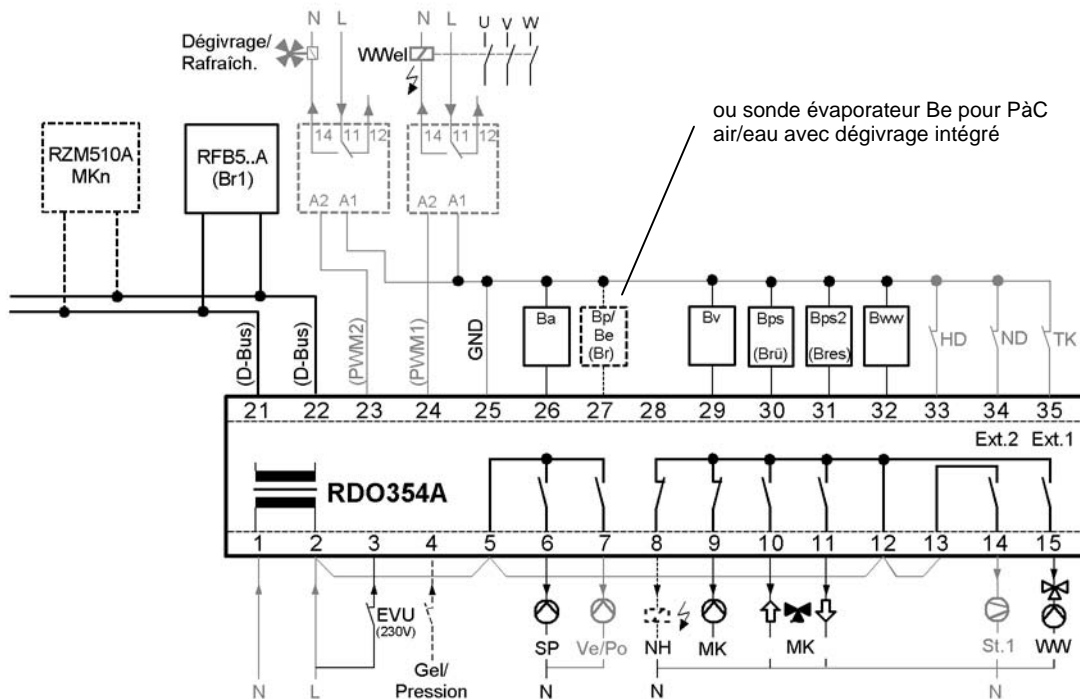 N L N L U V W
Dégivrage/
Rafraîch.
WWel
ou sonde évaporateur Be pour PàC
air/eau avec dégivrage intégré
14 11 12 14 11 12
RZM510A
MKn
RFB5..A
(Br1)
A2 A1 A2 A1
(D-Bus) (D-Bus) (PWM2) (PWM1) GND
Ba
Bp/
Be
(Br)
Bv
Bps
(Brü)
Bps2
(Bres)
Bww
HD ND TK
21 22 23 24 25 26 27 28 29 30 31 32 33 34 35
Ext.2 Ext.1
RDO354A
1 2 3 4 5 6 7 8 9 10 11 12 13 14 15
EVU
(230V)
SP Ve/Po NH MK MK St.1 WW
Gel/
Pression
N L N N N